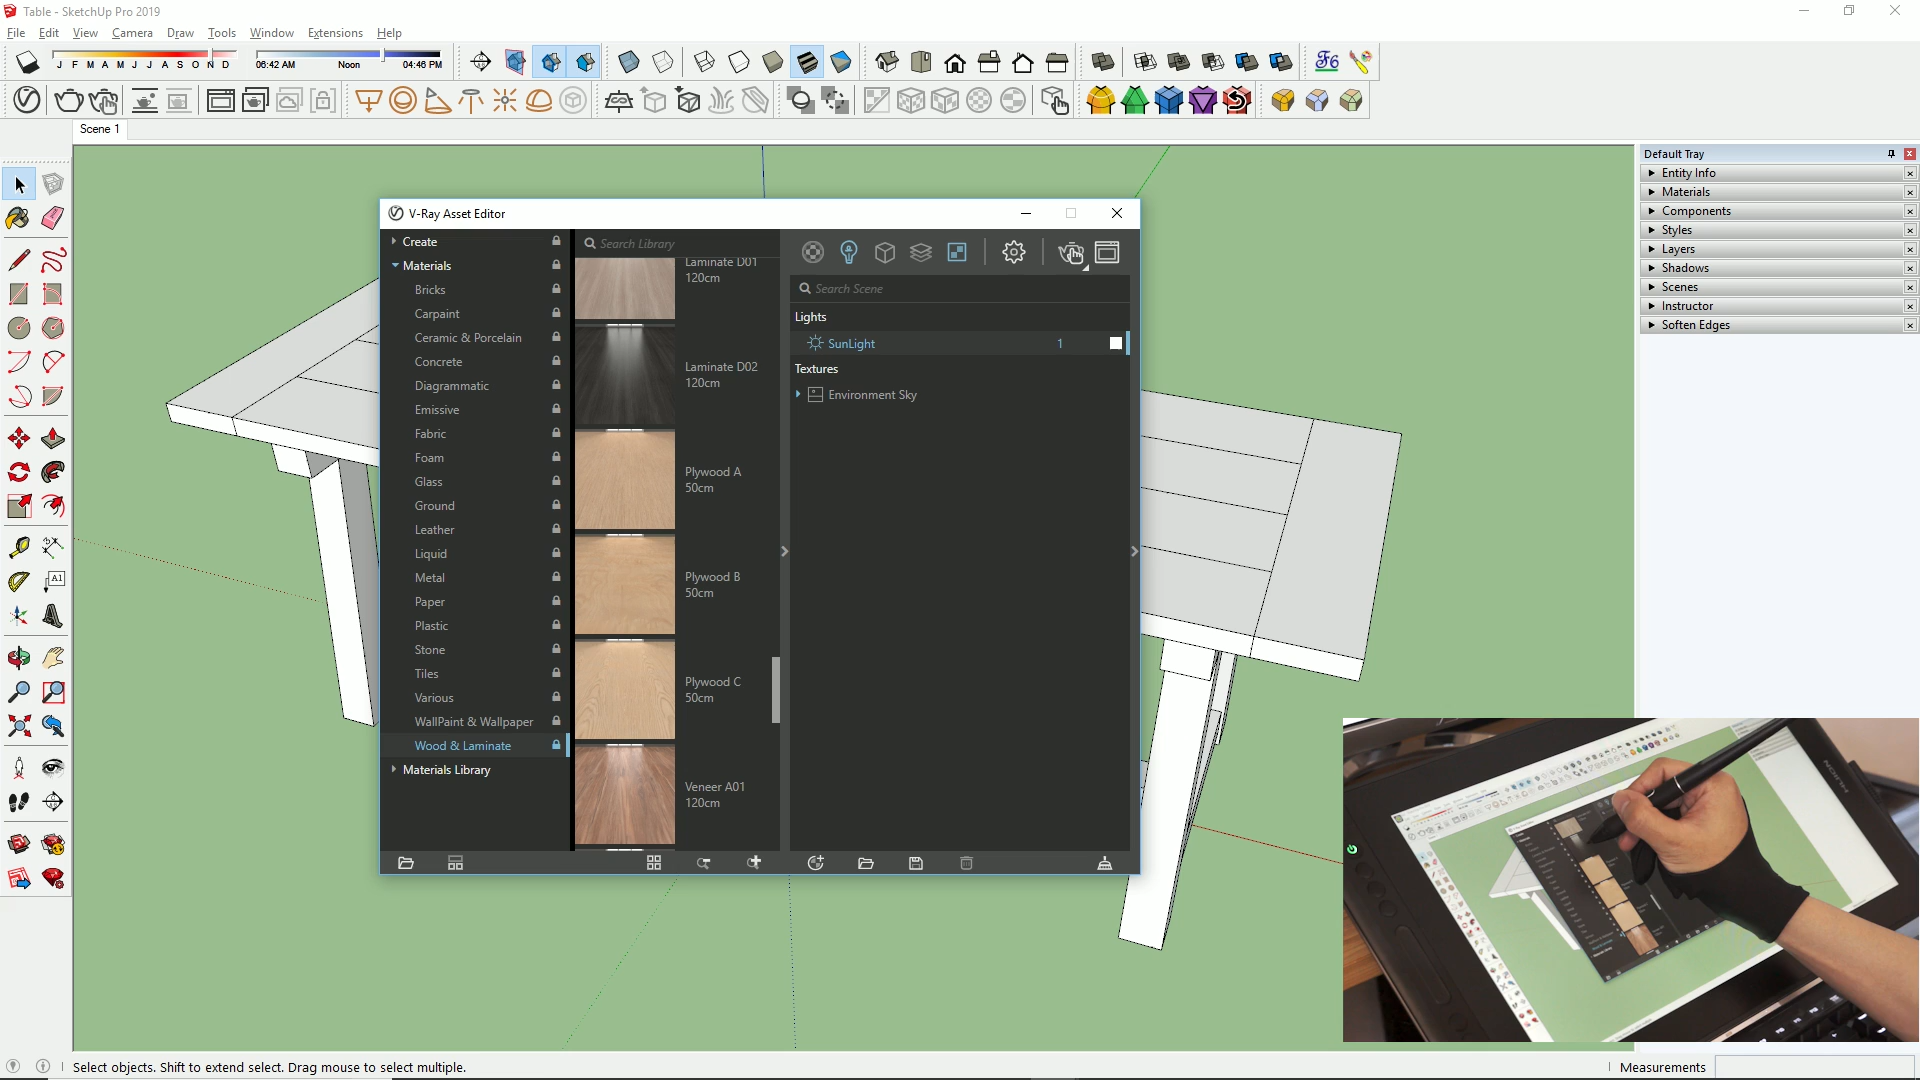 Table - SketchUp Pro 2019
File Edit View Camera Draw Tools Window Extensions Help
J F M A M J J A S O N D
06:42 AM Noon 04:46 PM
F6
Scene 1
V-Ray Asset Editor
Create
Materials
Bricks
Carpaint
Ceramic & Porcelain
Concrete
Diagrammatic
Emissive
Fabric
Foam
Glass
Ground
Leather
Liquid
Metal
Paper
Plastic
Stone
Tiles
Various
WallPaint & Wallpaper
Wood & Laminate
Materials Library
Search Library
Laminate D01
120cm
Laminate D02
120cm
Plywood A
50cm
Plywood B
50cm
Plywood C
50cm
Veneer A01
120cm
Search Scene
Lights
SunLight 1
Textures
Environment Sky
Default Tray
Entity Info
Materials
Components
Styles
Layers
Shadows
Scenes
Instructor
Soften Edges
A1
HUION
Select objects. Shift to extend select. Drag mouse to select multiple.
Measurements